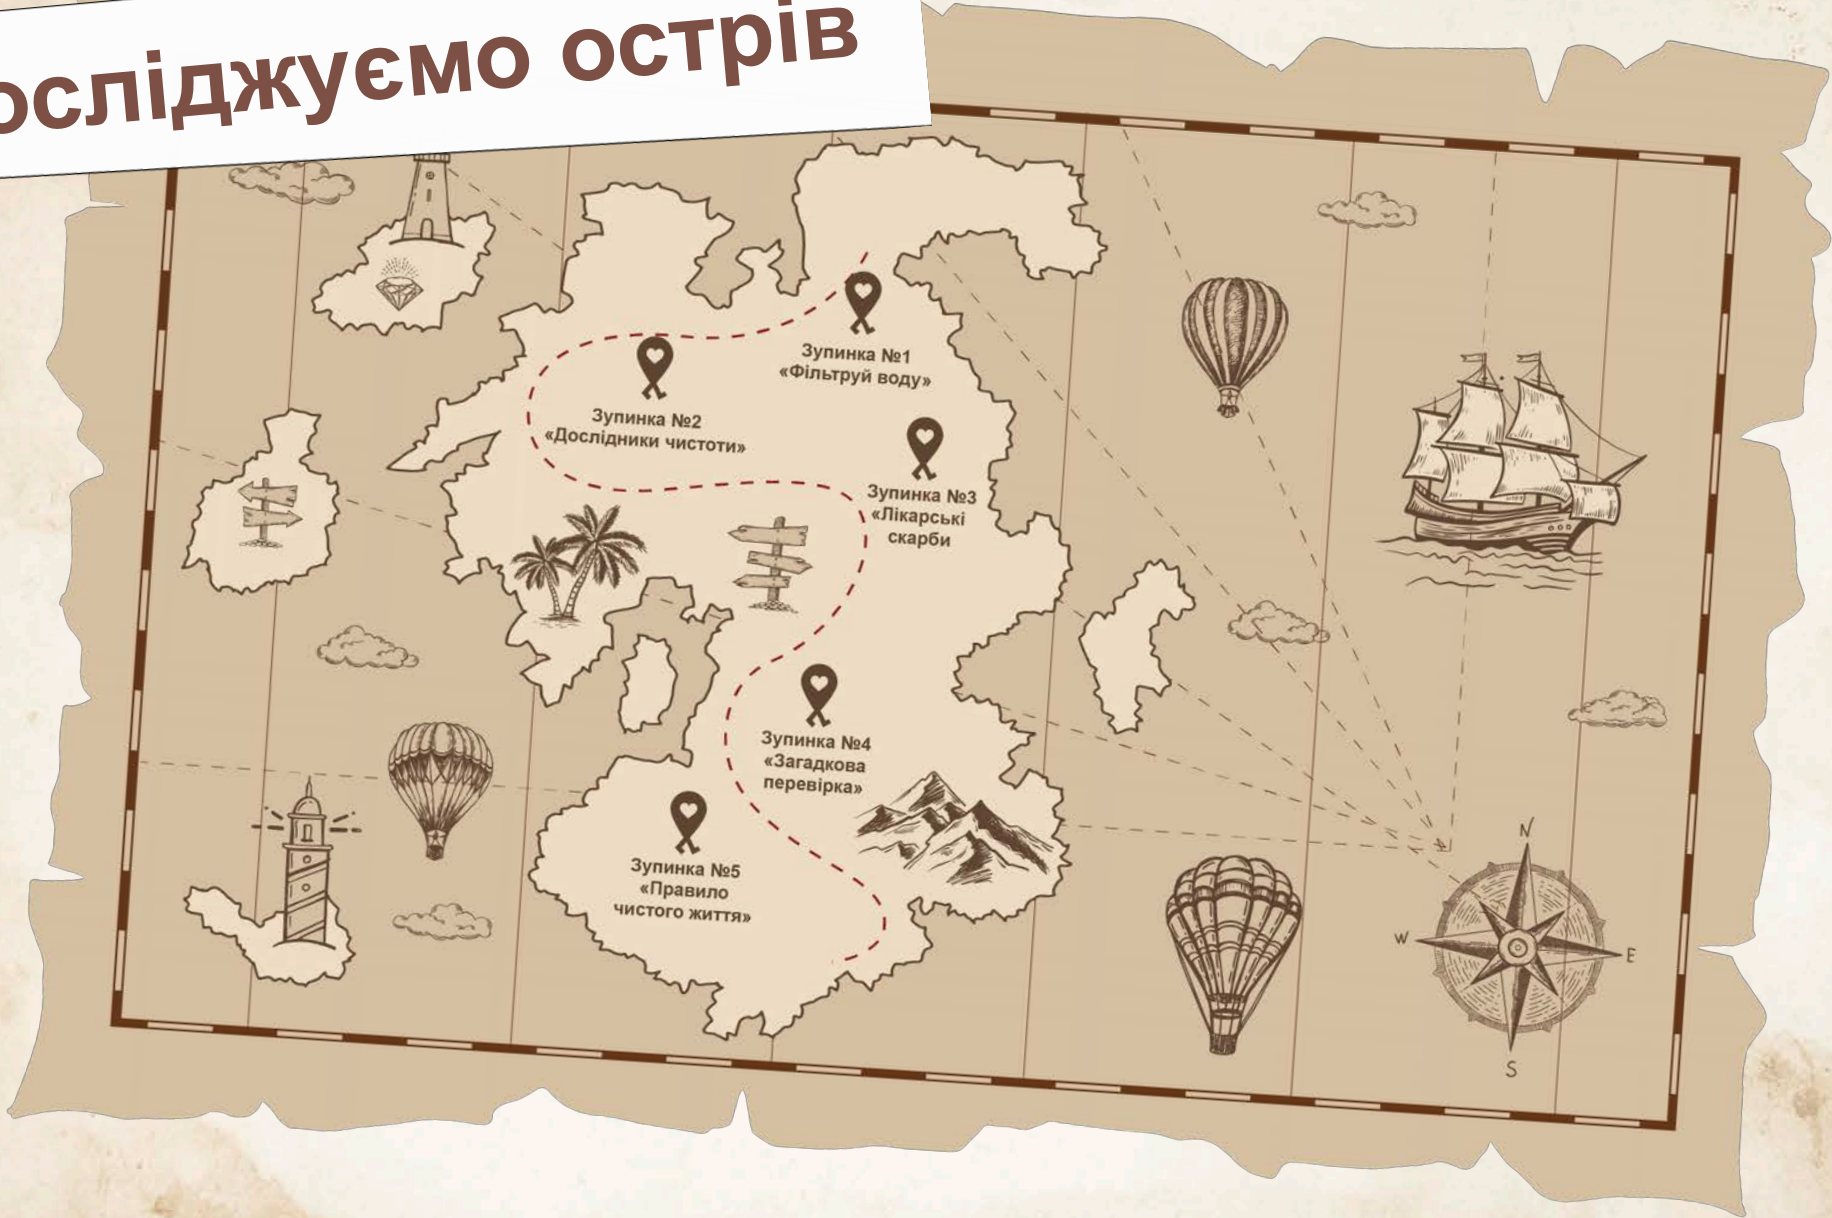 осліджуємо острів
Зупинка №1
«Фільтруй воду»
Зупинка №2
«Дослідники чистоти»
Зупинка №3
«Лікарські
скарби
Зупинка №4
«Загадкова
перевірка»
Зупинка №5
«Правило
чистого життя»
N
W
E
S